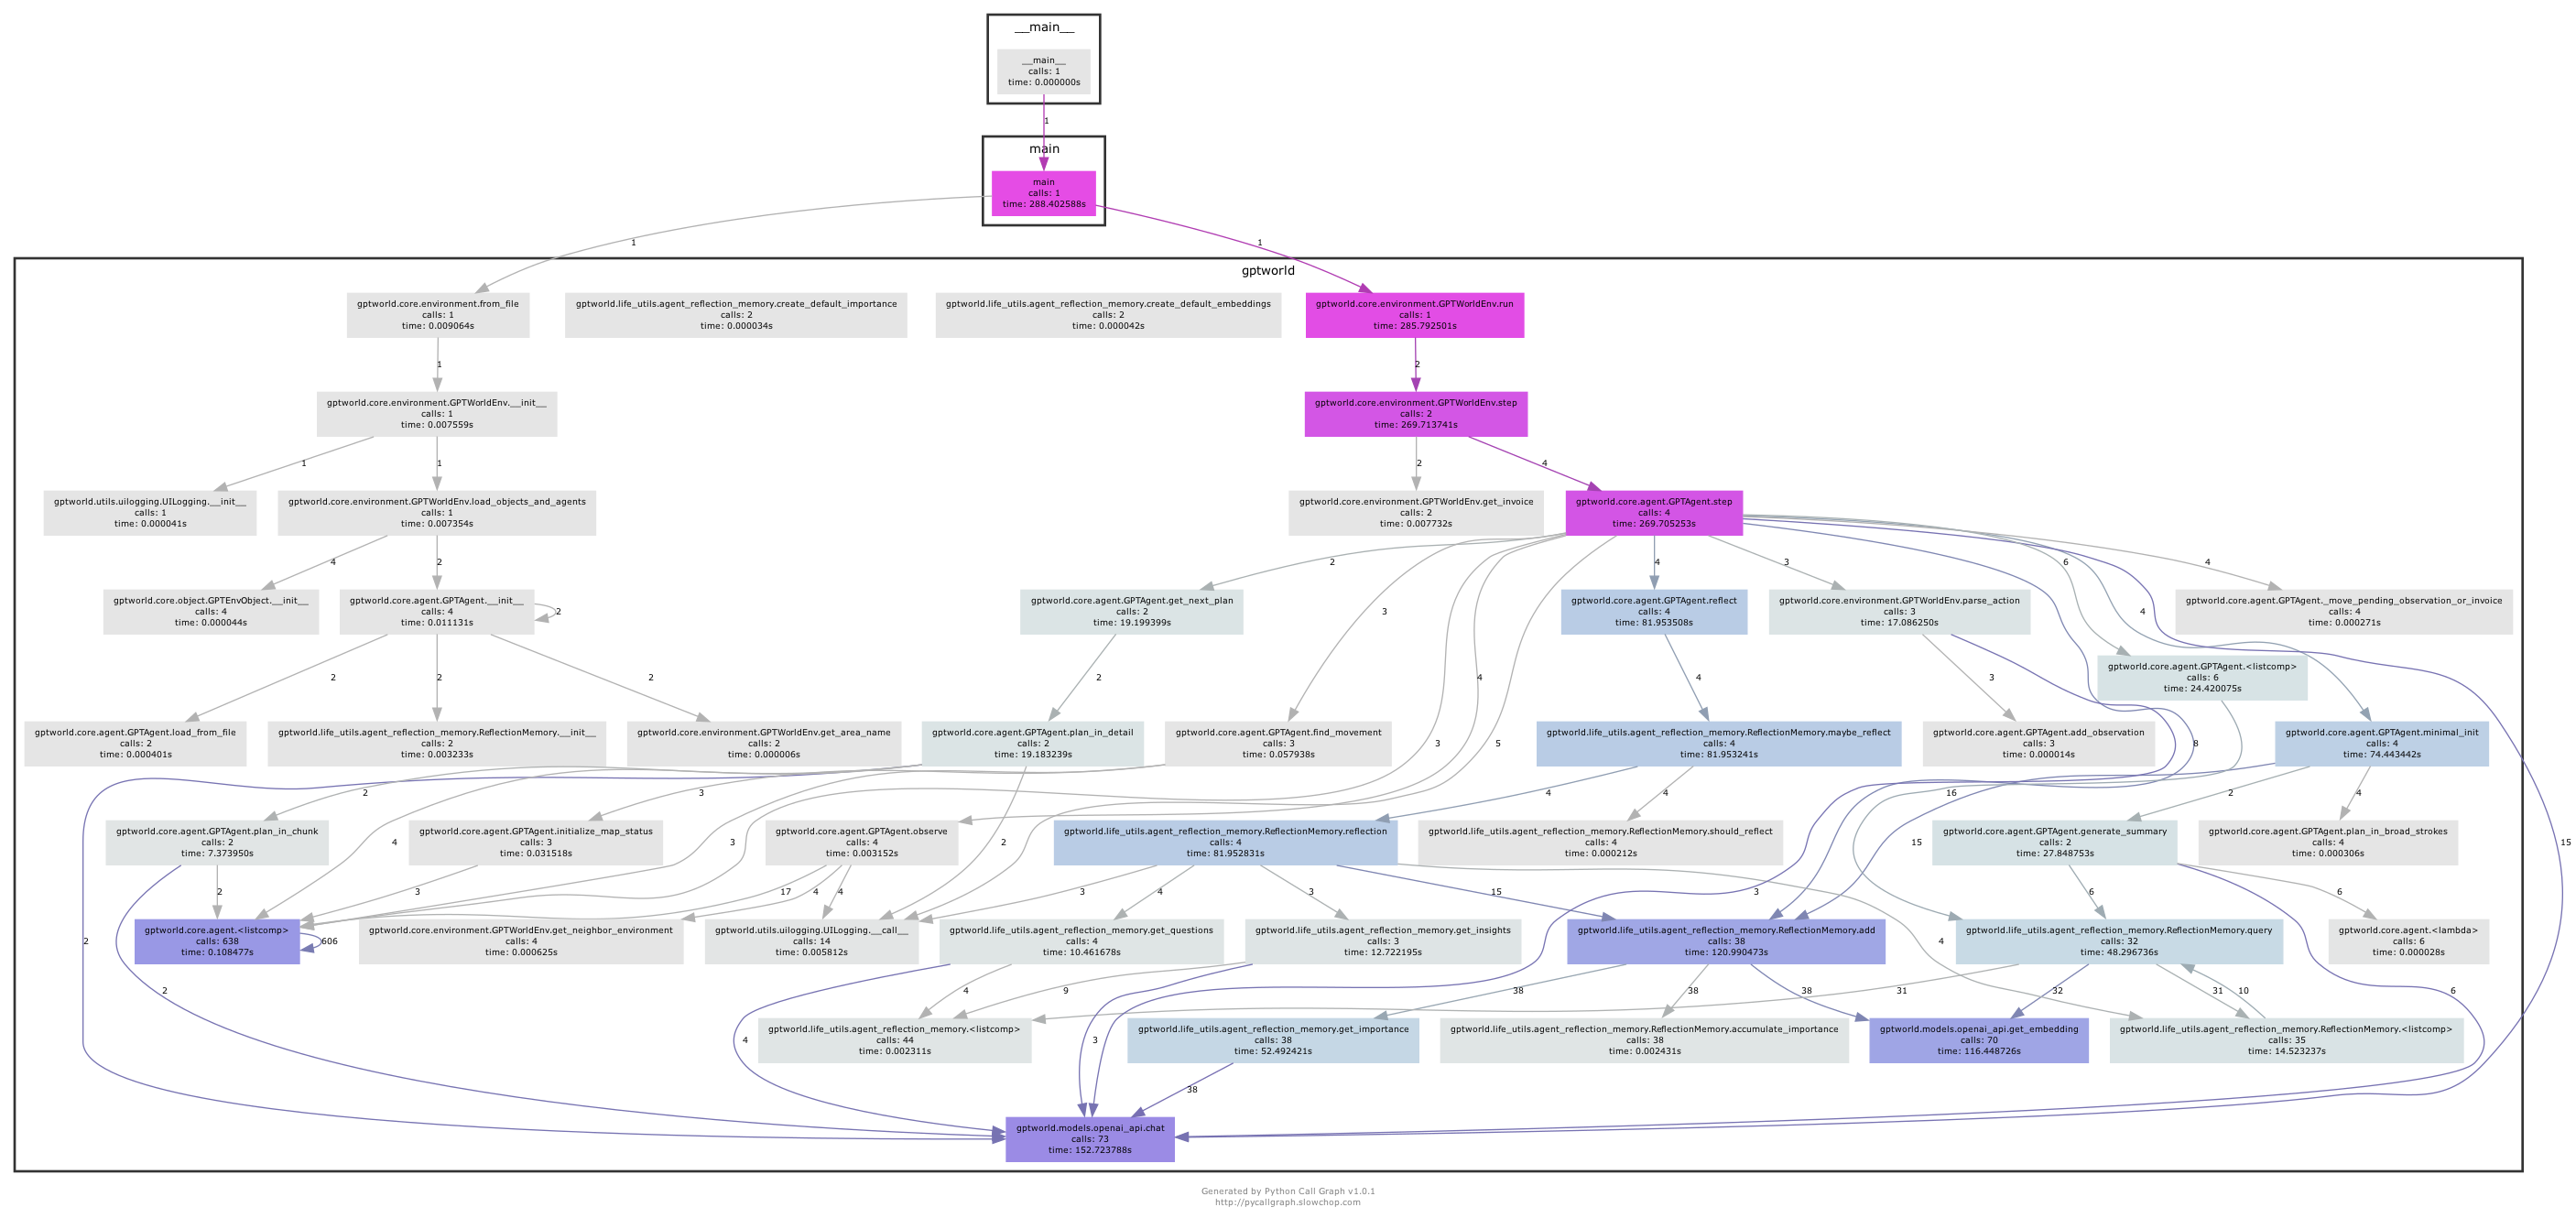 __main__
__main__
calls: 1
time: 0.000000s
1
main
main
calls: 1
time: 288.402588s
1
1
gptworld
gptworld.core.environment.from_file
calls: 1
time: 0.009064s
gptworld.life_utils.agent_reflection_memory.create_default_importance
calls: 2
time: 0.000034s
gptworld.life_utils.agent_reflection_memory.create_default_embeddings
calls: 2
time: 0.000042s
gptworld.core.environment.GPTWorldEnv.run
calls: 1
time: 285.792501s
1
2
gptworld.core.environment.GPTWorldEnv.__init__
calls: 1
time: 0.007559s
gptworld.core.environment.GPTWorldEnv.step
calls: 2
time: 269.713741s
1
1
2
4
gptworld.utils.uilogging.UILogging.__init__
calls: 1
time: 0.000041s
gptworld.core.environment.GPTWorldEnv.load_objects_and_agents
calls: 1
time: 0.007354s
gptworld.core.environment.GPTWorldEnv.get_invoice
calls: 2
time: 0.007732s
gptworld.core.agent.GPTAgent.step
calls: 4
time: 269.705253s
4
2
2
4
3
6
4
gptworld.core.object.GPTEnvObject.__init__
calls: 4
time: 0.000044s
gptworld.core.agent.GPTAgent.__init__
calls: 4
time: 0.011131s
2
gptworld.core.agent.GPTAgent.get_next_plan
calls: 2
time: 19.199399s
3
gptworld.core.agent.GPTAgent.reflect
calls: 4
time: 81.953508s
gptworld.core.environment.GPTWorldEnv.parse_action
calls: 3
time: 17.086250s
4
gptworld.core.agent.GPTAgent._move_pending_observation_or_invoice
calls: 4
time: 0.000271s
gptworld.core.agent.GPTAgent.<listcomp>
calls: 6
time: 24.420075s
2
2
2
2
4
4
3
gptworld.core.agent.GPTAgent.load_from_file
calls: 2
time: 0.000401s
gptworld.life_utils.agent_reflection_memory.ReflectionMemory.__init__
calls: 2
time: 0.003233s
gptworld.core.environment.GPTWorldEnv.get_area_name
calls: 2
time: 0.000006s
gptworld.core.agent.GPTAgent.plan_in_detail
calls: 2
time: 19.183239s
gptworld.core.agent.GPTAgent.find_movement
calls: 3
time: 0.057938s
3
5
gptworld.life_utils.agent_reflection_memory.ReflectionMemory.maybe_reflect
calls: 4
time: 81.953241s
gptworld.core.agent.GPTAgent.add_observation
calls: 3
time: 0.000014s
8
gptworld.core.agent.GPTAgent.minimal_init
calls: 4
time: 74.443442s
2
3
4
4
16
2
4
gptworld.core.agent.GPTAgent.plan_in_chunk
calls: 2
time: 7.373950s
4
gptworld.core.agent.GPTAgent.initialize_map_status
calls: 3
time: 0.031518s
3
gptworld.core.agent.GPTAgent.observe
calls: 4
time: 0.003152s
2
gptworld.life_utils.agent_reflection_memory.ReflectionMemory.reflection
calls: 4
time: 81.952831s
gptworld.life_utils.agent_reflection_memory.ReflectionMemory.should_reflect
calls: 4
time: 0.000212s
15
gptworld.core.agent.GPTAgent.generate_summary
calls: 2
time: 27.848753s
gptworld.core.agent.GPTAgent.plan_in_broad_strokes
calls: 4
time: 0.000306s
15
2
3
17
4
4
3
4
3
15
3
6
6
2
gptworld.core.agent.<listcomp>
calls: 638
time: 0.108477s
606
gptworld.core.environment.GPTWorldEnv.get_neighbor_environment
calls: 4
time: 0.000625s
gptworld.utils.uilogging.UILogging.__call__
calls: 14
time: 0.005812s
gptworld.life_utils.agent_reflection_memory.get_questions
calls: 4
time: 10.461678s
gptworld.life_utils.agent_reflection_memory.get_insights
calls: 3
time: 12.722195s
gptworld.life_utils.agent_reflection_memory.ReflectionMemory.add
calls: 38
time: 120.990473s
4
gptworld.life_utils.agent_reflection_memory.ReflectionMemory.query
calls: 32
time: 48.296736s
gptworld.core.agent.<lambda>
calls: 6
time: 0.000028s
2
4
9
38
38
38
31
32
31
10
6
4
gptworld.life_utils.agent_reflection_memory.<listcomp>
calls: 44
time: 0.002311s
3
gptworld.life_utils.agent_reflection_memory.get_importance
calls: 38
time: 52.492421s
gptworld.life_utils.agent_reflection_memory.ReflectionMemory.accumulate_importance
calls: 38
time: 0.002431s
gptworld.models.openai_api.get_embedding
calls: 70
time: 116.448726s
gptworld.life_utils.agent_reflection_memory.ReflectionMemory.<listcomp>
calls: 35
time: 14.523237s
38
gptworld.models.openai_api.chat
calls: 73
time: 152.723788s
Generated by Python Call Graph v1.0.1
http://pycallgraph.slowchop.com